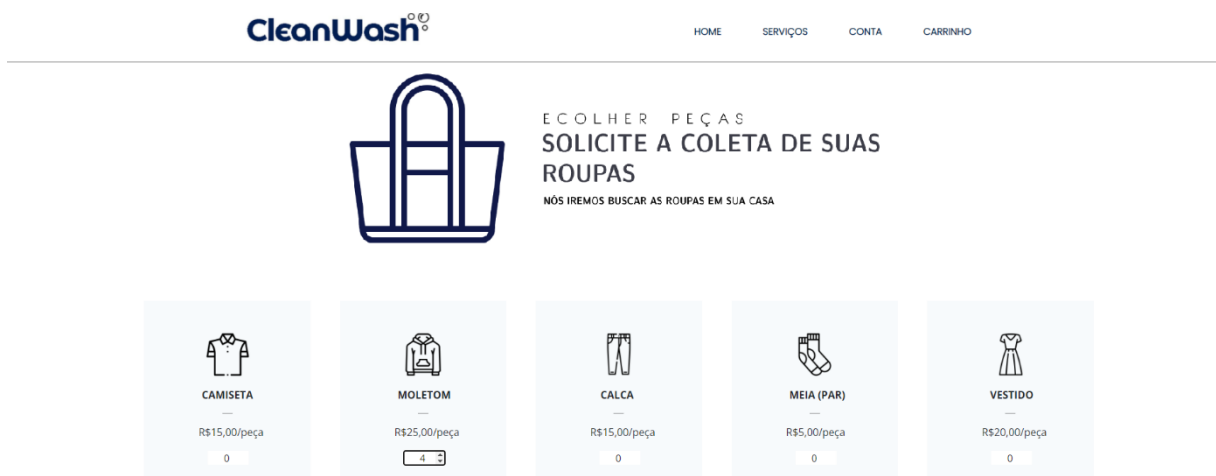 CleanWash
HOME SERVIÇOS CONTA CARRINHO
ECOLHER PEÇAS
SOLICITE A COLETA DE SUAS
ROUPAS
NÓS IREMOS BUSCAR AS ROUPAS EM SUA CASA
CAMISETA MOLETOM CALCA MEIA (PAR) VESTIDO
R$15,00/peça R$25,00/peça R$15,00/peça R$5,00/peça R$20,00/peça
0 4 0 0 0